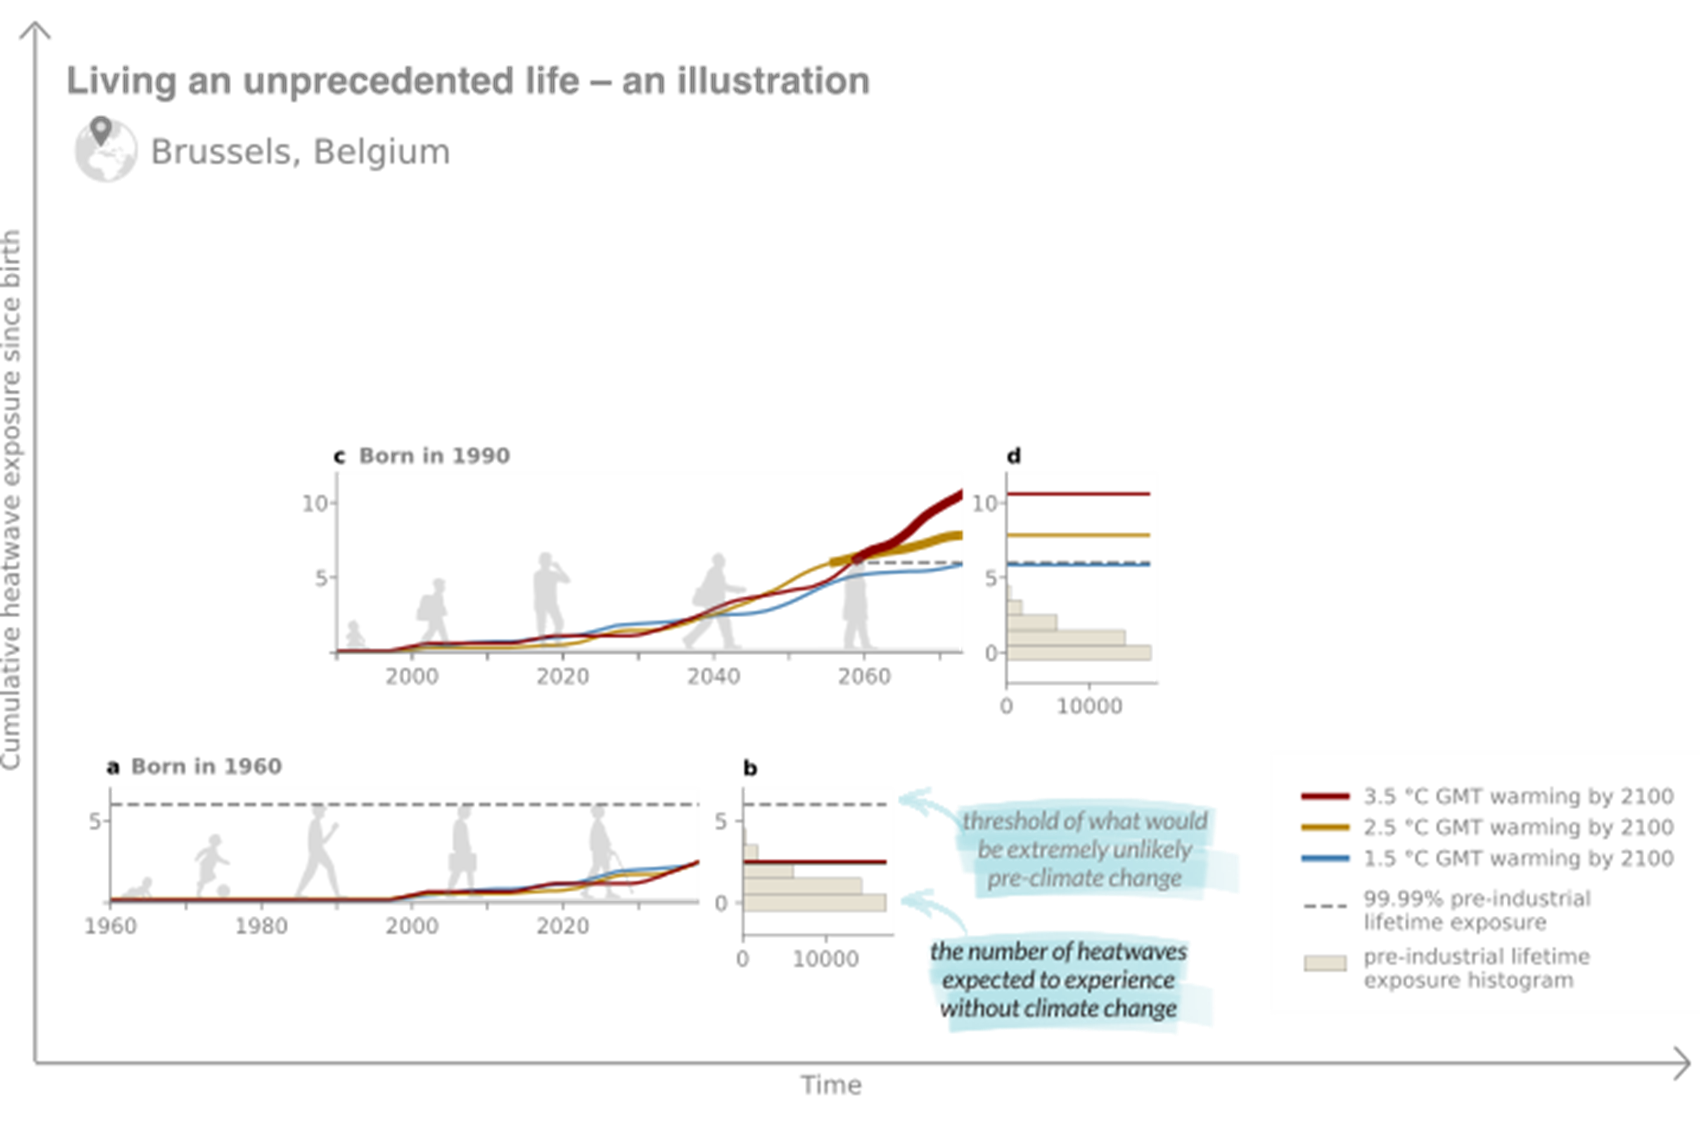 Living an unprecedented life – an illustration
Brussels, Belgium
Cumulative heatwave exposure since birth
c Born in 1990
10
5
2000 2020 2040 2060
d
10
5
0
0 10000
a Born in 1960
5
1960 1980 2000 2020
b
5
0
0 10000
threshold of what would
be extremely unlikely
pre-climate change
the number of heatwaves
expected to experience
without climate change
3.5 °C GMT warming by 2100
2.5 °C GMT warming by 2100
1.5 °C GMT warming by 2100
99.99% pre-industrial
lifetime exposure
pre-industrial lifetime
exposure histogram
Time